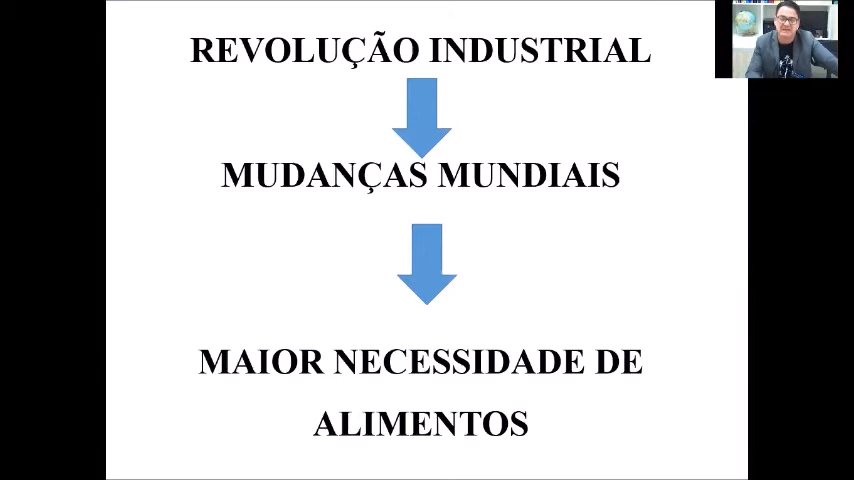 REVOLUÇÃO INDUSTRIAL
MUDANÇAS MUNDIAIS
MAIOR NECESSIDADE DE
ALIMENTOS